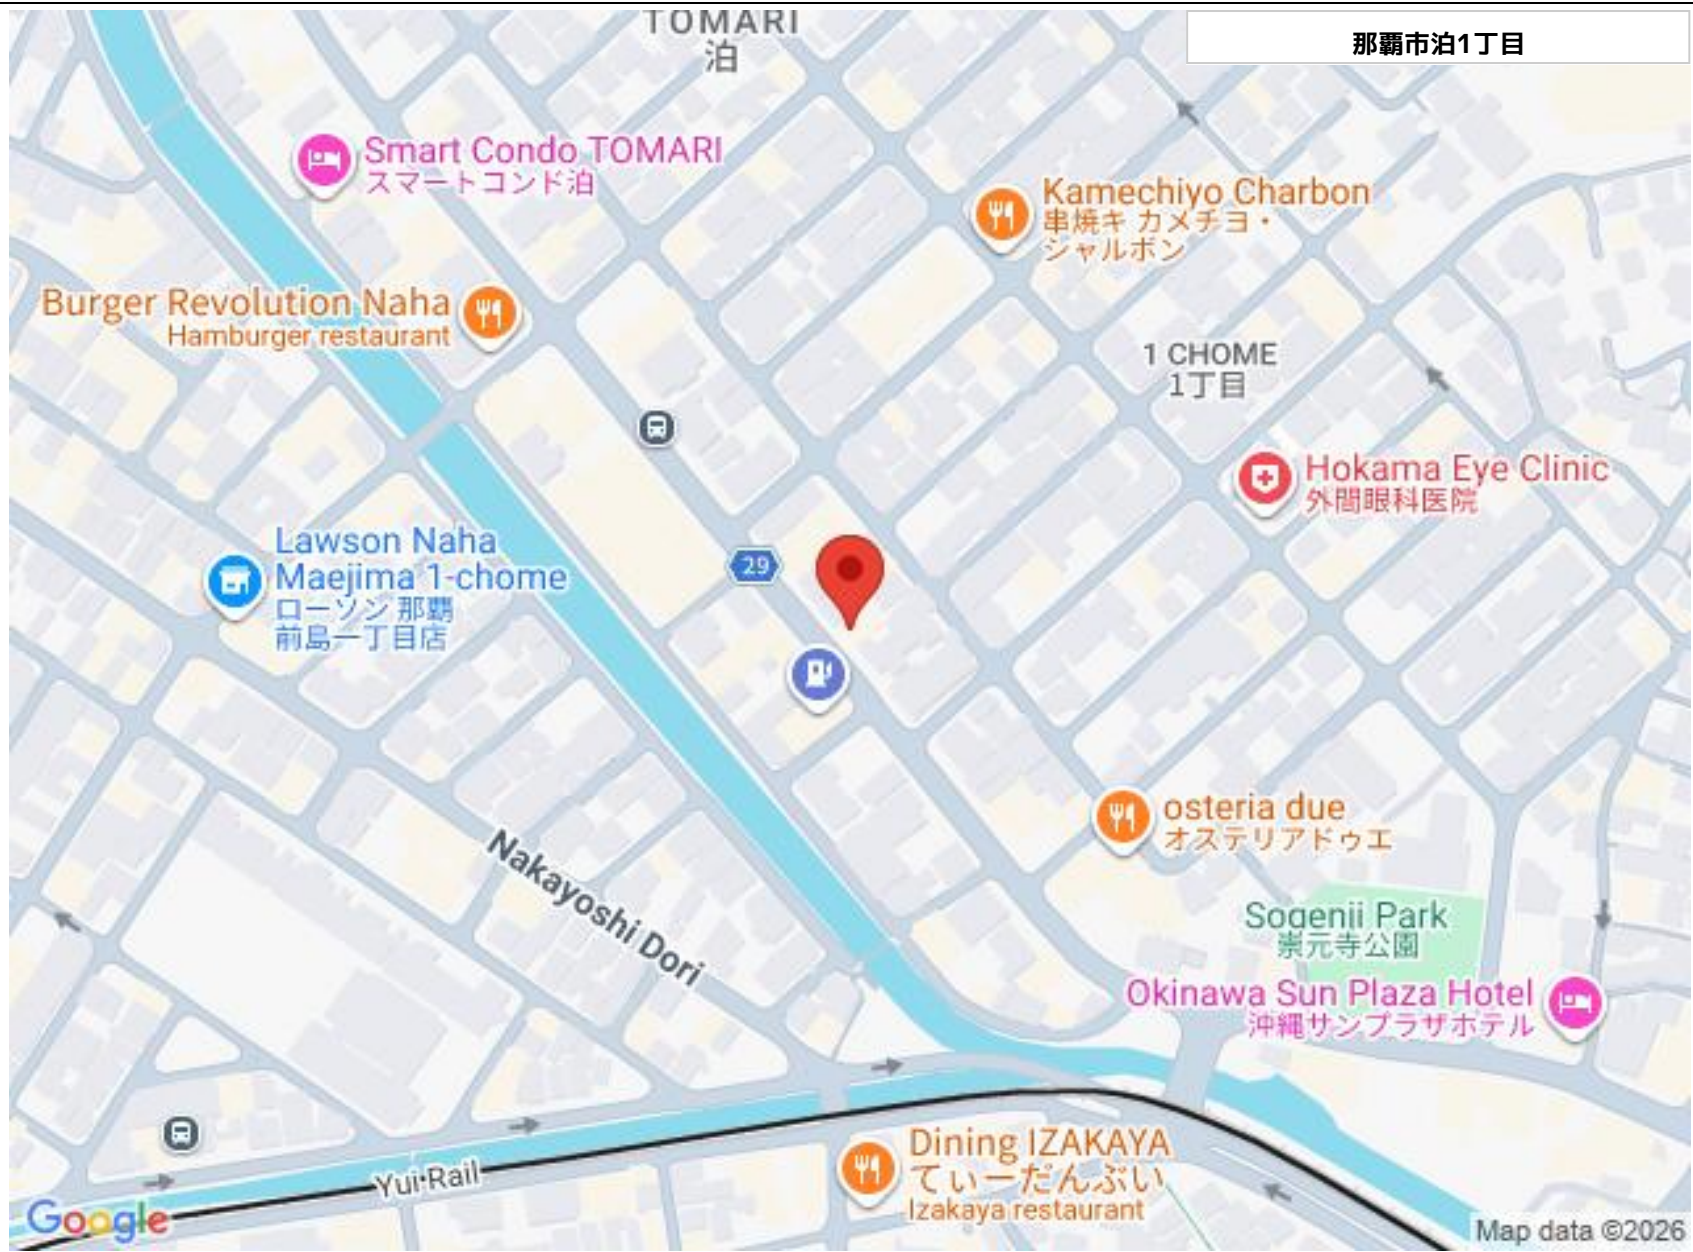 TOMARI
泊
那覇市泊1丁目
Smart Condo TOMARI
スマートコンド泊
Kamechiyo Charbon
串焼キ カメチヨ・
シャルボン
Burger Revolution Naha
Hamburger restaurant
1 CHOME
1丁目
Hokama Eye Clinic
外間眼科医院
Lawson Naha
Maejima 1-chome
ローソン 那覇
前島一丁目店
29
osteria due
オステリアドゥエ
Nakayoshi Dori
Sogenji Park
崇元寺公園
Okinawa Sun Plaza Hotel
沖縄サンプラザホテル
Dining IZAKAYA
てぃーだんぶい
Izakaya restaurant
Yui Rail
Google
Map data ©2026